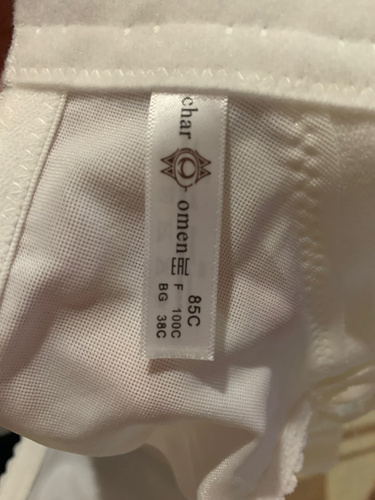 char
omen
EAC
85C
F 100C
BG 38C